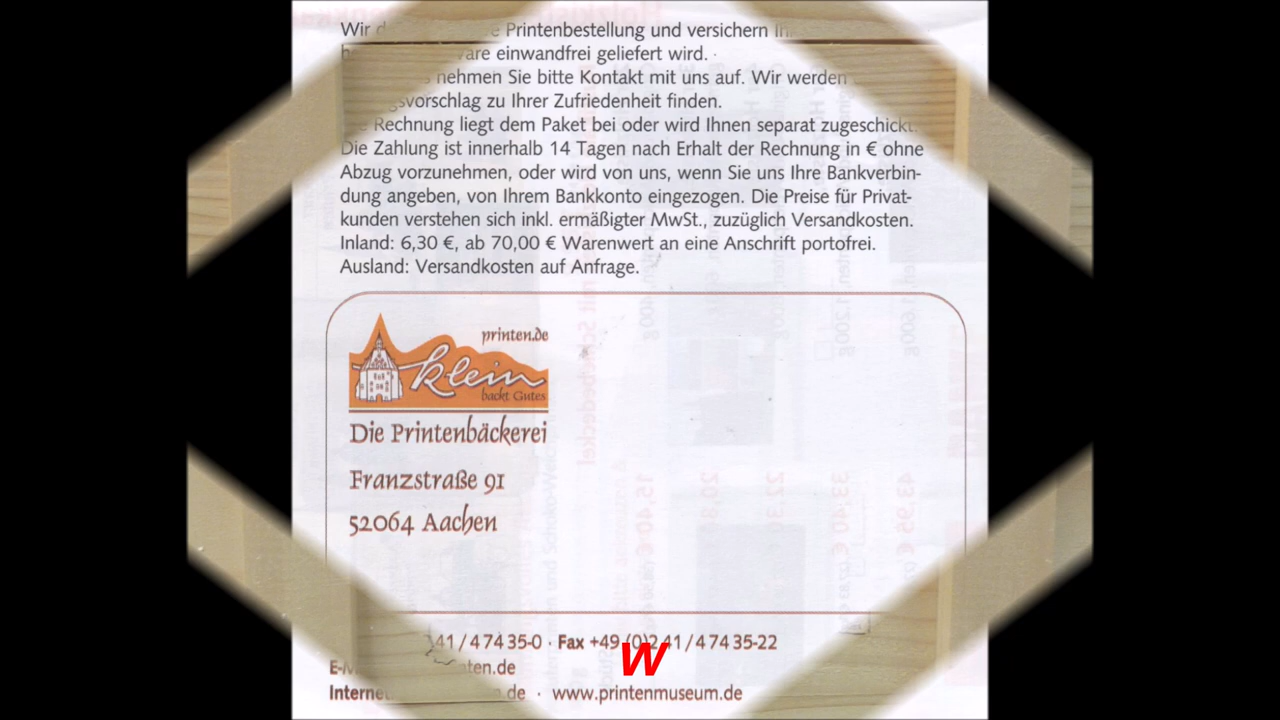 Wir Printenbestellung und versichern
einwandfrei geliefert wird.
nehmen Sie bitte Kontakt mit uns auf. Wir werden
zu Ihrer Zufriedenheit finden.
Rechnung liegt dem Paket bei oder wird Ihnen separat zugeschickt.
Die Zahlung ist innerhalb 14 Tagen nach Erhalt der Rechnung in € ohne
Abzug vorzunehmen, oder wird von uns, wenn Sie uns Ihre Bankverbin-
dung angeben, von Ihrem Bankkonto eingezogen. Die Preise für Privat-
kunden verstehen sich inkl. ermäßigter MwSt., zuzüglich Versandkosten.
Inland: 6,30 €, ab 70,00 € Warenwert an eine Anschrift portofrei.
Ausland: Versandkosten auf Anfrage.
printen.de
klein
backt Gutes
Die Printenbäckerei
Franzstraße 91
52064 Aachen
41/4 74 35-0 · Fax +49 (0)2 41/4 74 35-22
W
www.printenmuseum.de